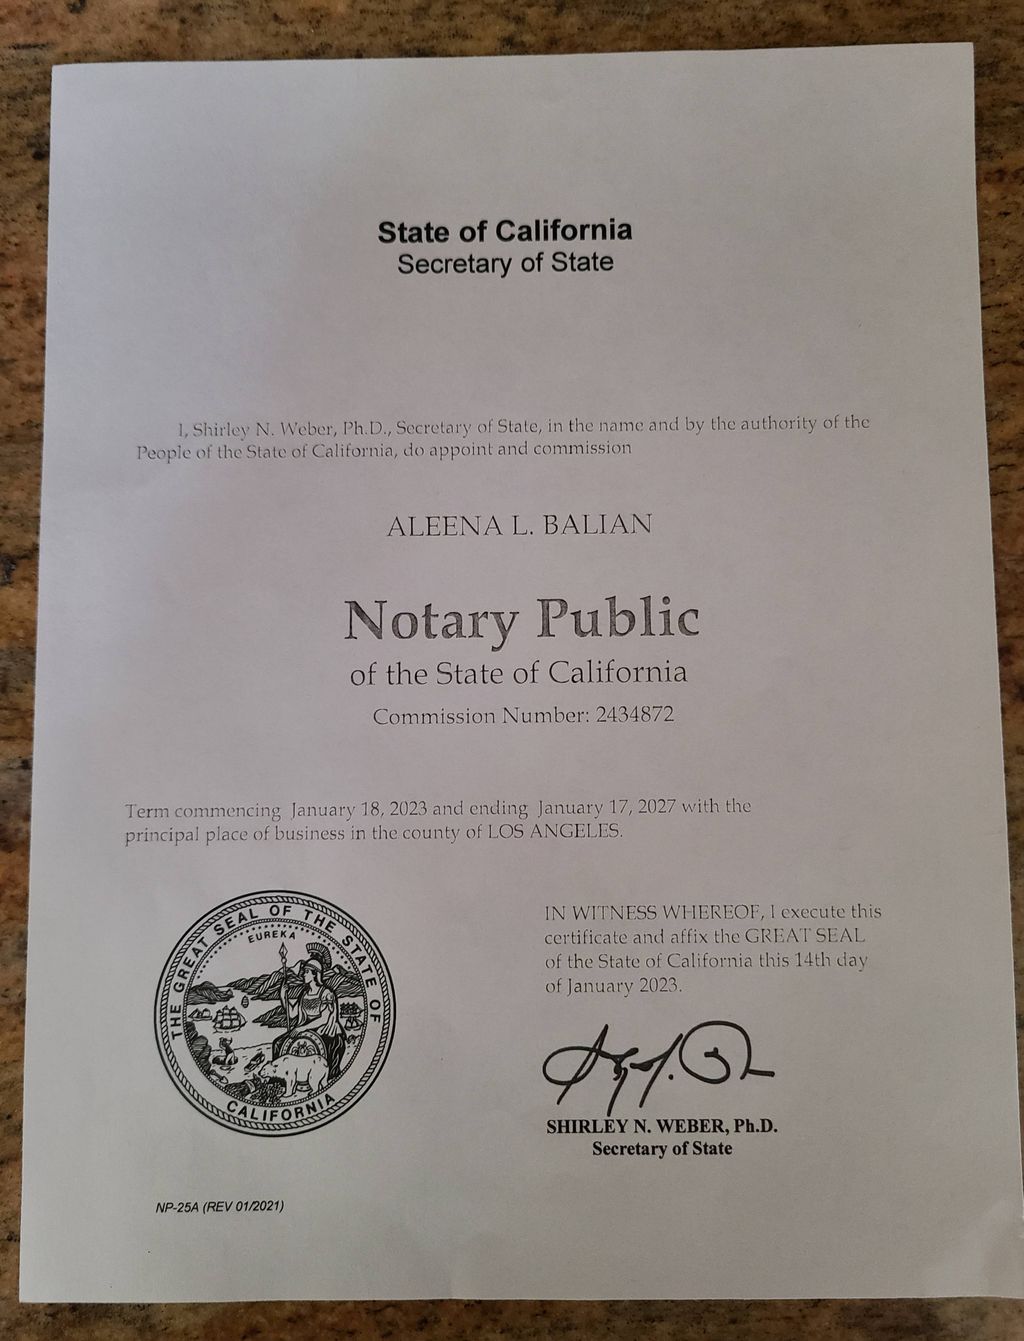 State of California
Secretary of State
I, Shirley N. Weber, Ph.D., Secretary of State, in the name and by the authority of the
People of the State of California, do appoint and commission
ALEENA L. BALIAN
Notary Public
of the State of California
Commission Number: 2434872
Term commencing January 18, 2023 and ending January 17, 2027 with the
principal place of business in the county of LOS ANGELES.
THE GREAT SEAL OF THE STATE OF
EUREKA
CALIFORNIA
IN WITNESS WHEREOF, I execute this
certificate and affix the GREAT SEAL
of the State of California this 14th day
of January 2023.
SHIRLEY N. WEBER, Ph.D.
Secretary of State
NP-25A (REV 01/2021)